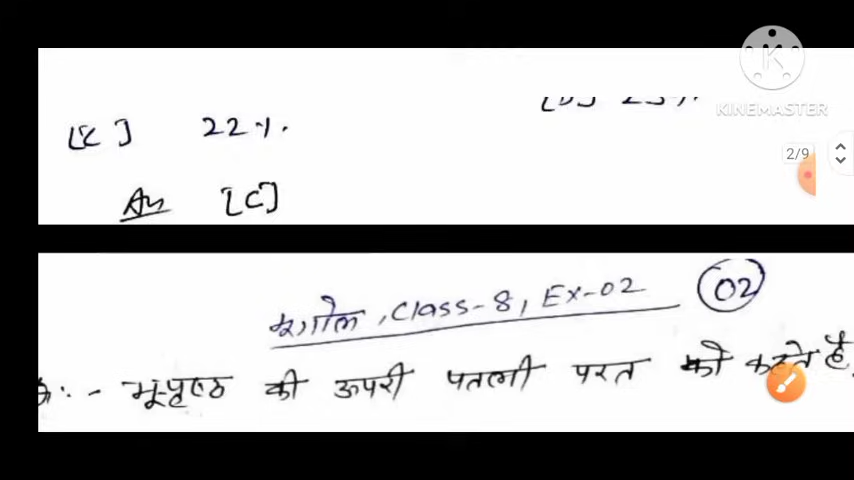 [C] 22%.
KINEMASTER
2/9
Ans [C]
भूगोल, Class-8, Ex-02 02
:- भू-पृष्ठ की ऊपरी पतली परत को कहते है